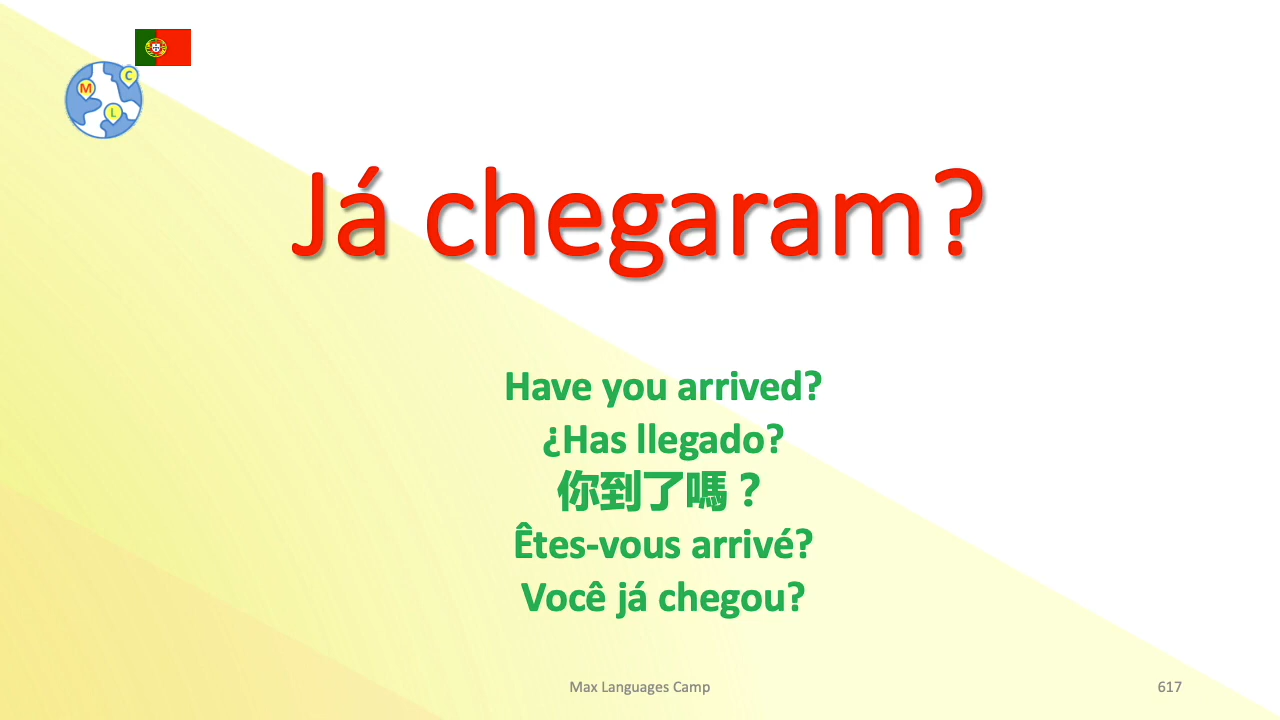 C
M
L
Já chegaram?
Have you arrived?
¿Has llegado?
你到了嗎？
Êtes-vous arrivé?
Você já chegou?
Max Languages Camp
617